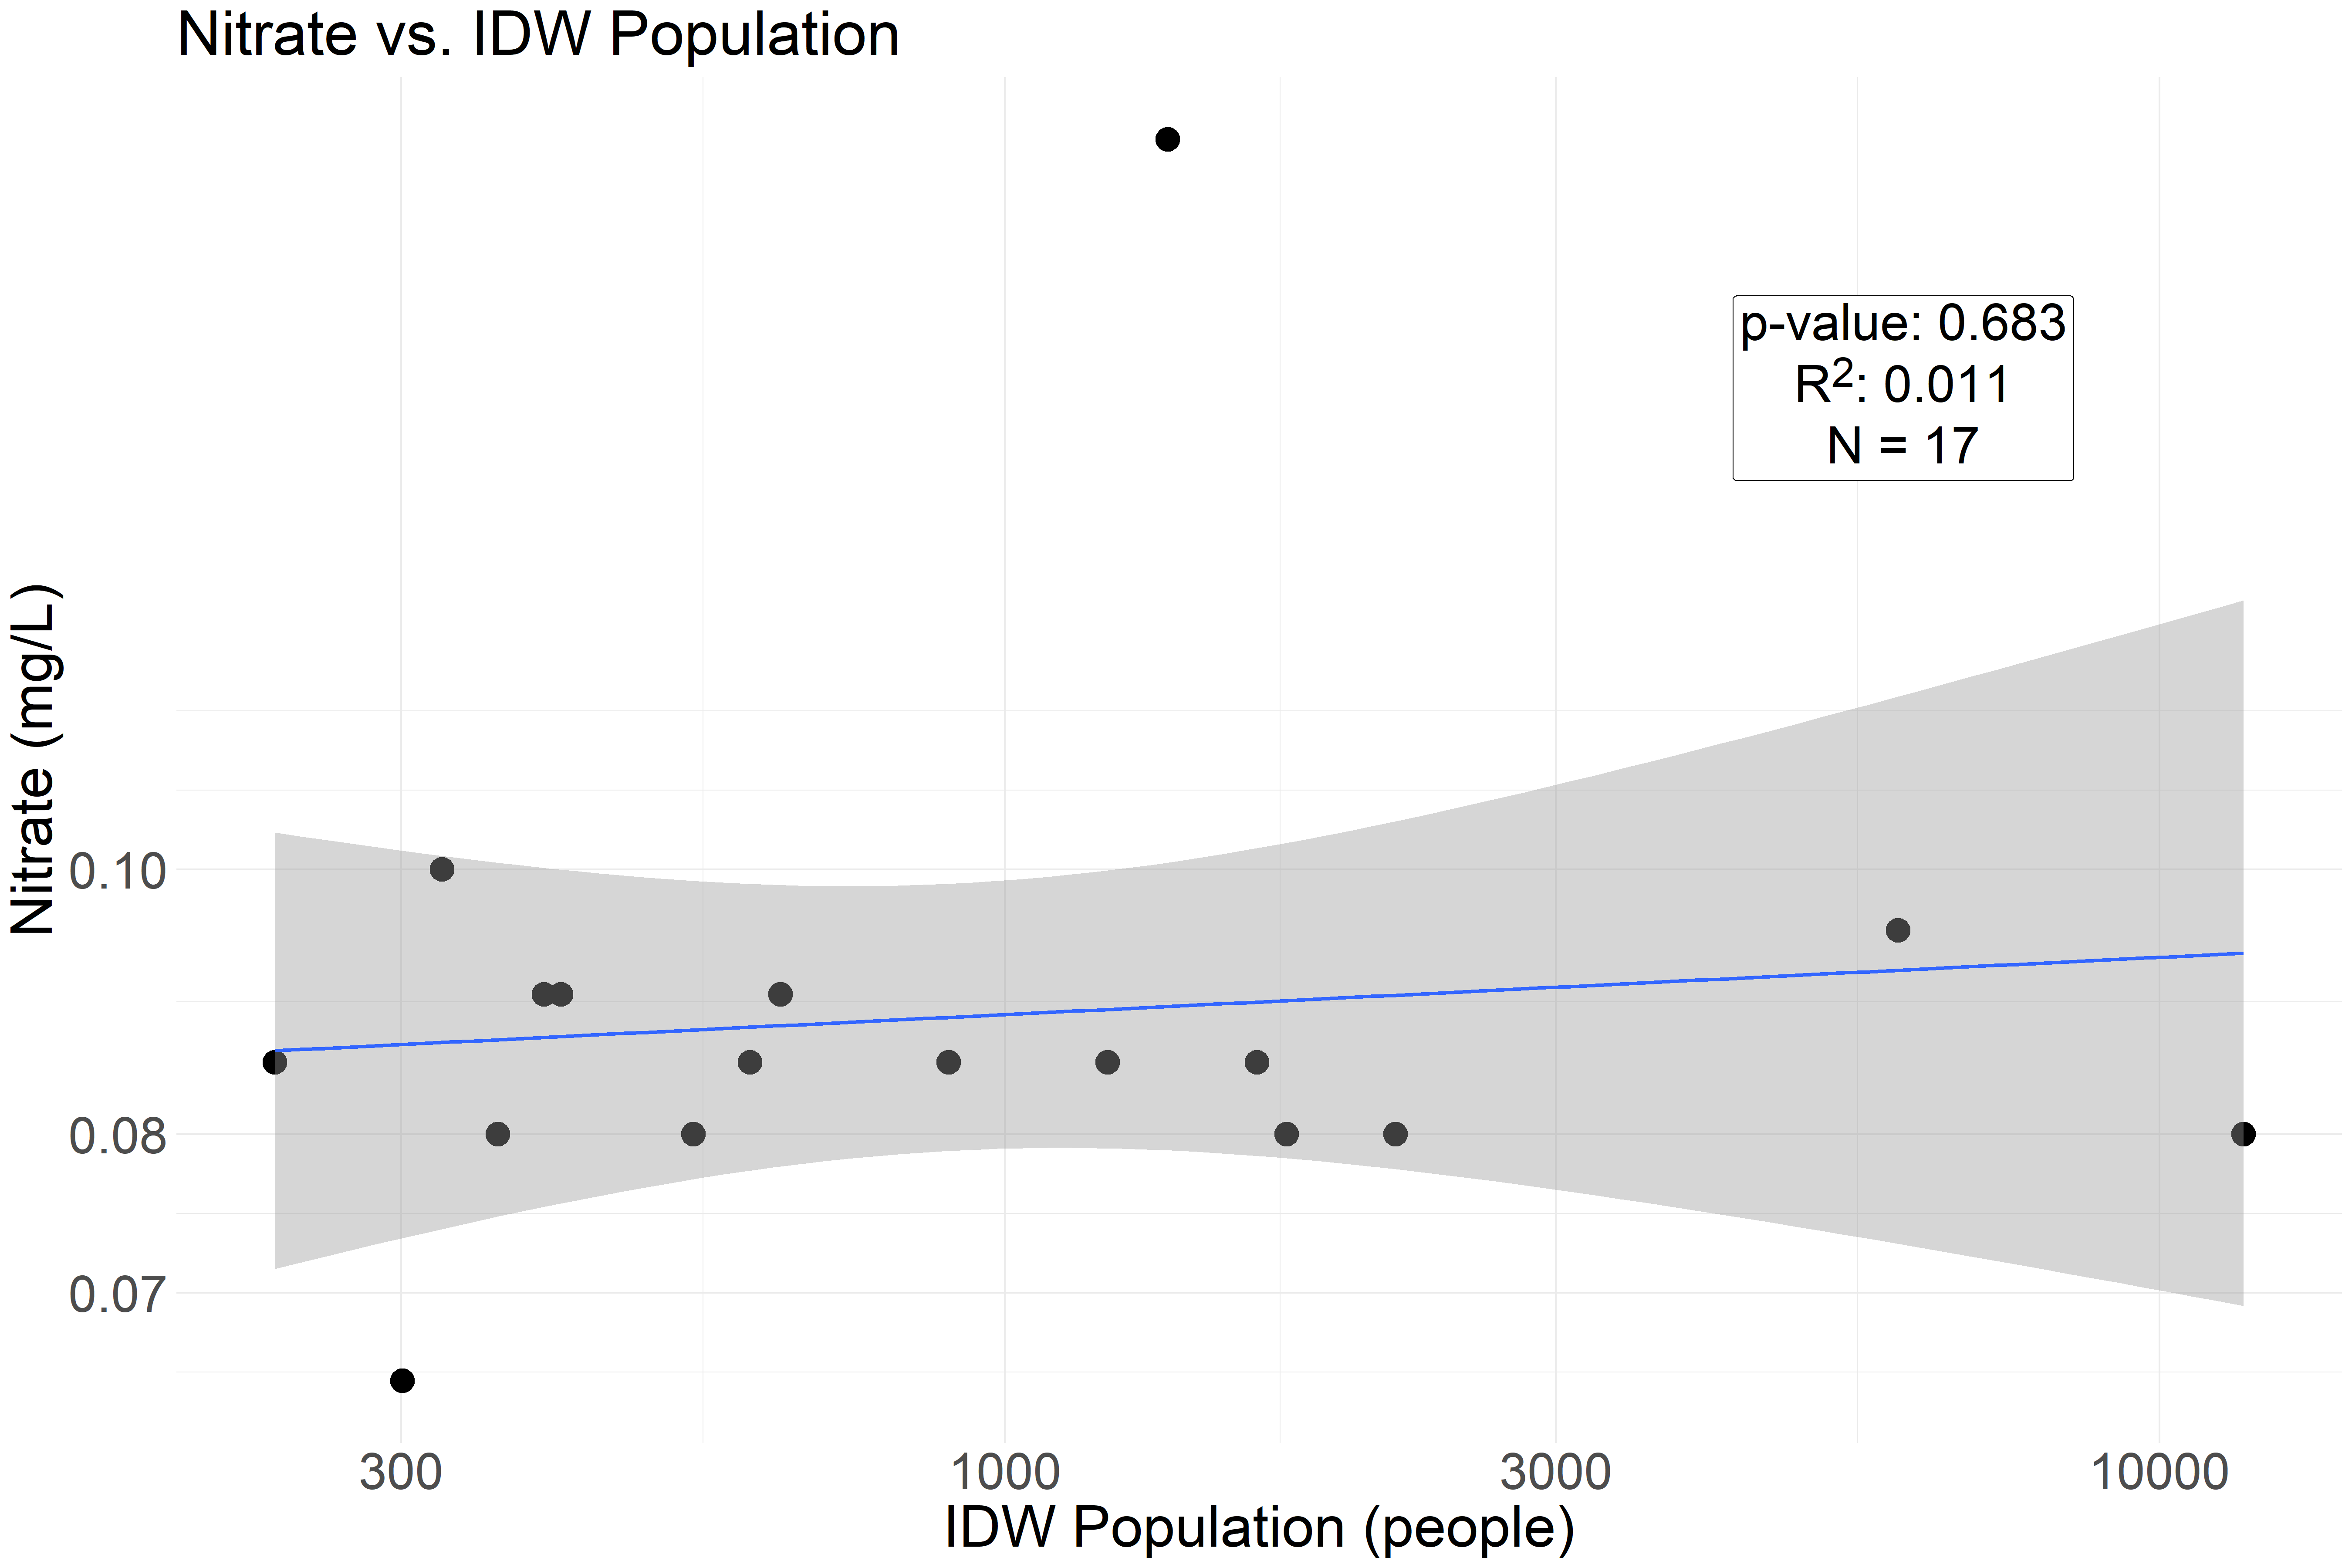 Nitrate vs. IDW Population
p-value: 0.683
R²: 0.011
N = 17
Nitrate (mg/L)
0.10
0.08
0.07
300 1000 3000 10000
IDW Population (people)